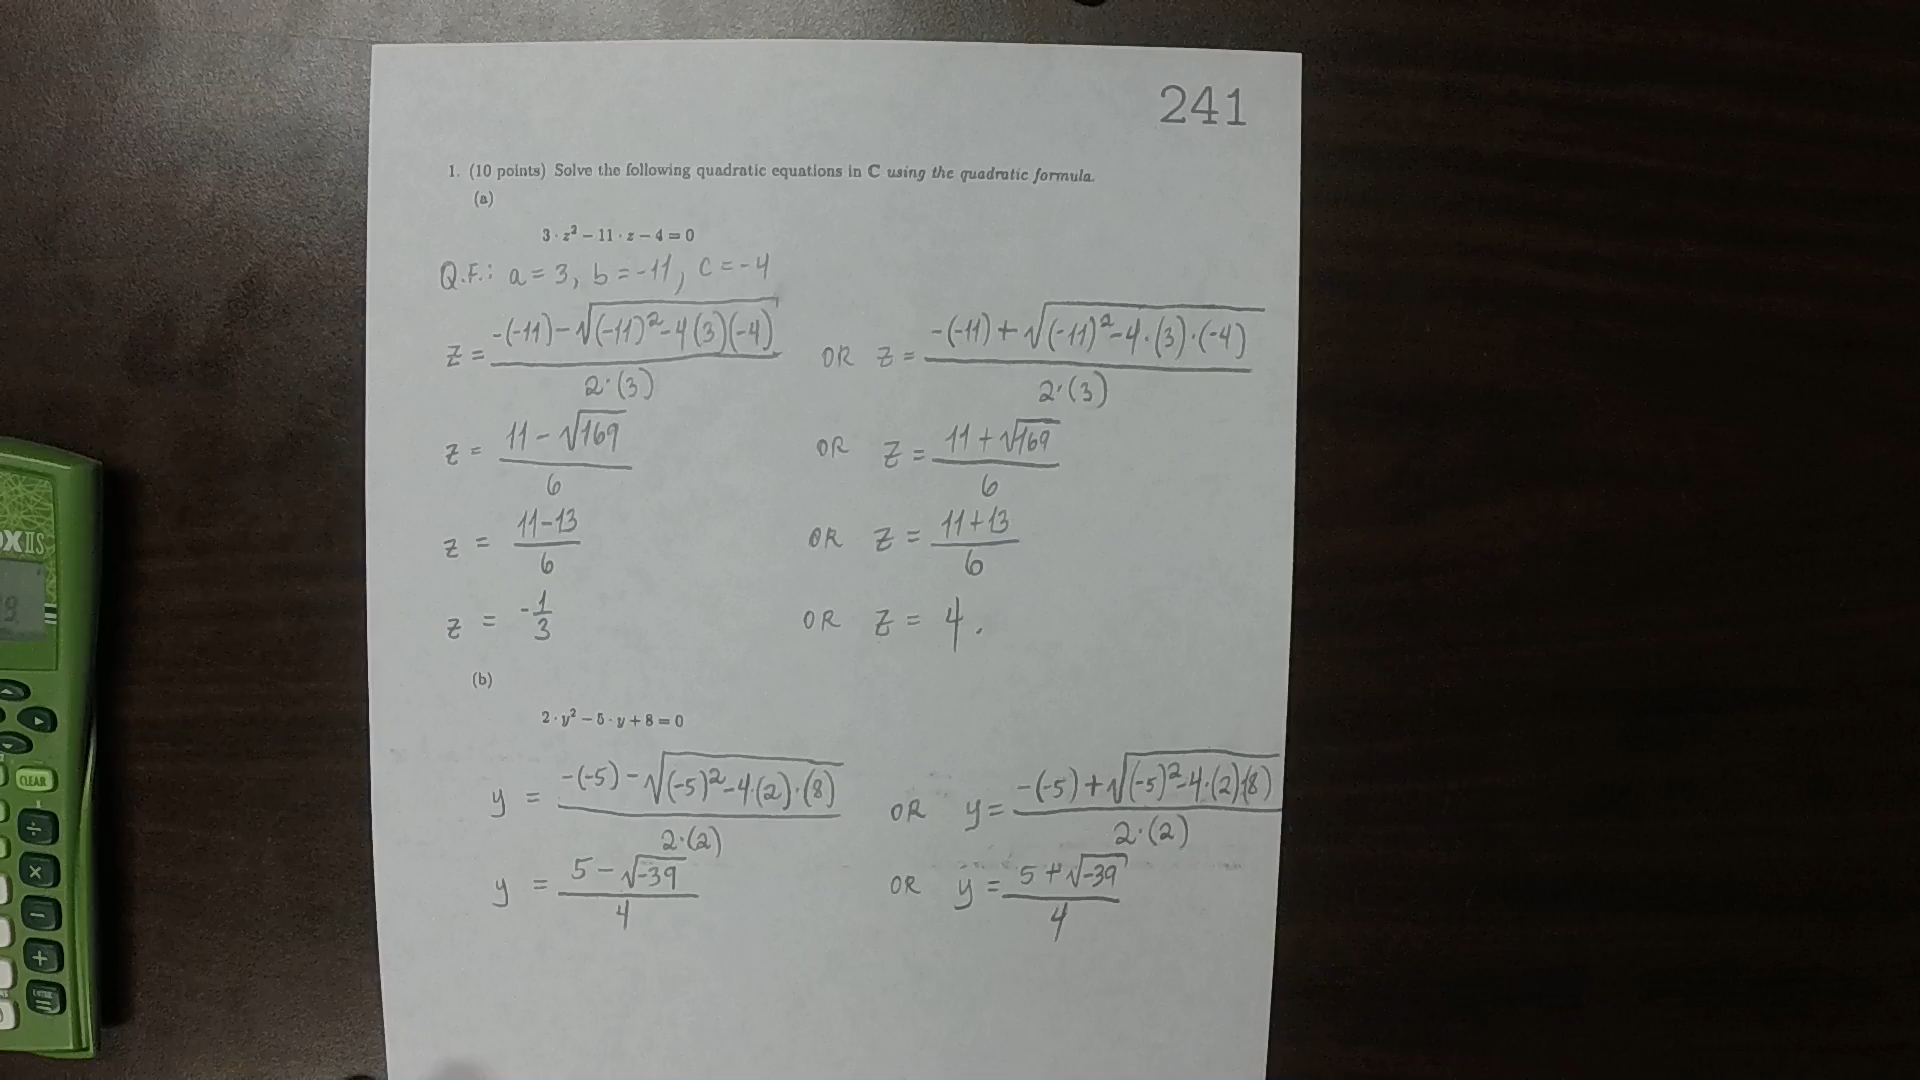 241
1. (10 points) Solve the following quadratic equations in C using the quadratic formula.
(a)
3 · z² − 11 · z − 4 = 0
Q.F.: a = 3, b = -11, c = -4
z = (-(-11) - √((-11)² - 4(3)(-4))) / (2·(3)) OR z = (-(-11) + √((-11)² - 4·(3)·(-4))) / (2·(3))
z = (11 - √169) / 6 OR z = (11 + √169) / 6
z = (11-13) / 6 OR z = (11+13) / 6
z = -1/3 OR z = 4.
(b)
2 · y² − 5 · y + 8 = 0
y = (-(-5) - √((-5)² - 4·(2)·(8))) / (2·(2)) OR y = (-(-5) + √((-5)² - 4·(2)(8))) / (2·(2))
y = (5 - √-39) / 4 OR y = (5 + √-39) / 4
XIIS
CLEAR
÷
×
−
+
=